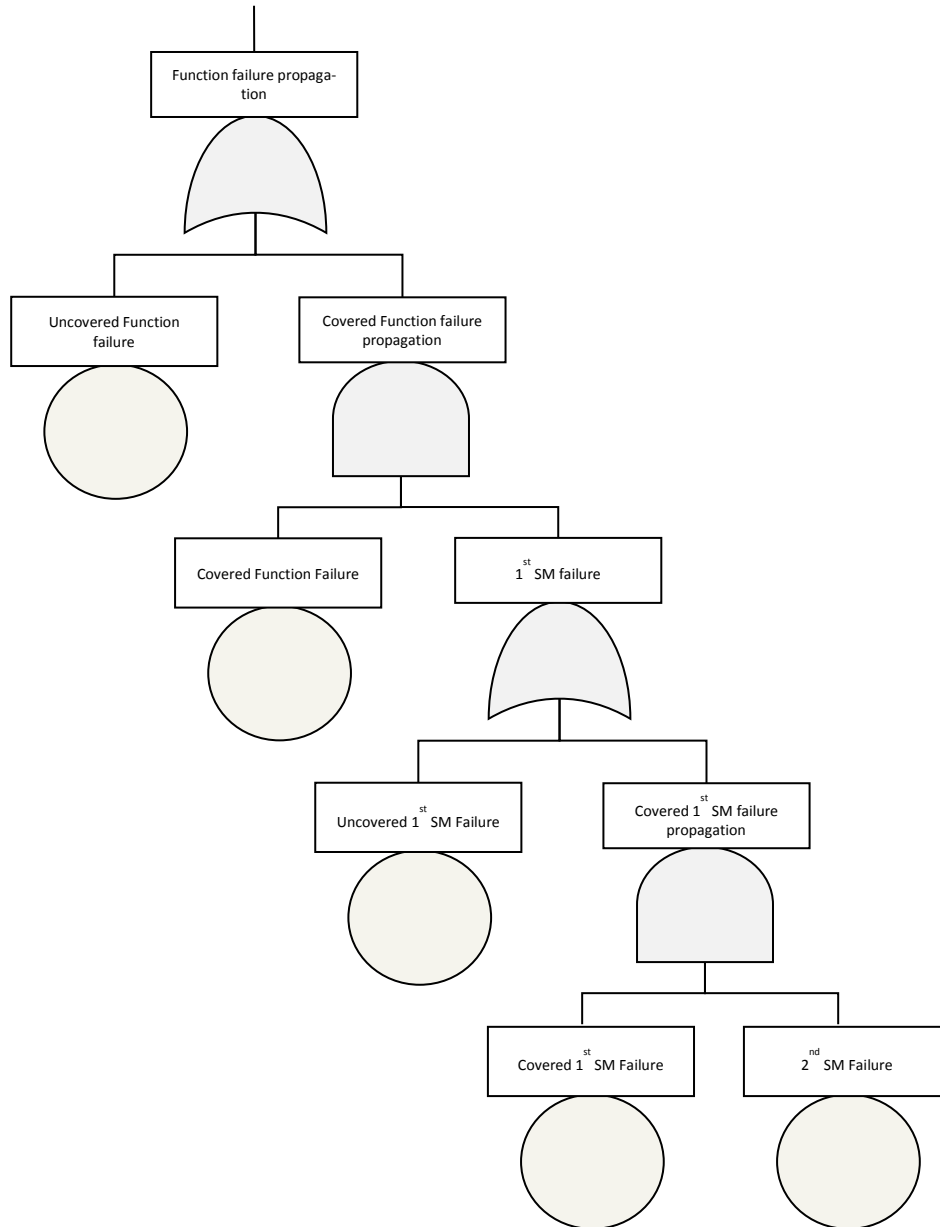 Function failure propaga-
tion
Uncovered Function
failure
Covered Function failure
propagation
Covered Function Failure
1st SM failure
Uncovered 1st SM Failure
Covered 1st SM failure
propagation
Covered 1st SM Failure
2nd SM Failure